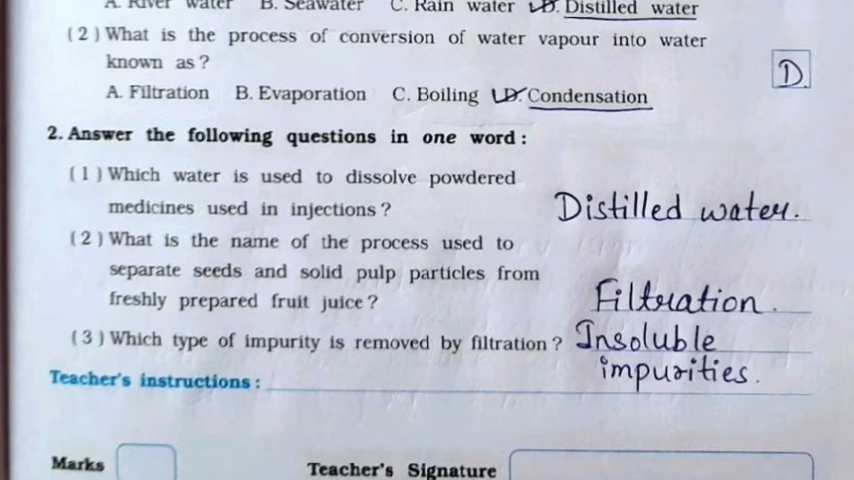 A. River water B. Seawater C. Rain water D. Distilled water
(2) What is the process of conversion of water vapour into water
known as?
D
A. Filtration B. Evaporation C. Boiling D. Condensation
2. Answer the following questions in one word:
(1) Which water is used to dissolve powdered
medicines used in injections? Distilled water.
(2) What is the name of the process used to
separate seeds and solid pulp particles from
freshly prepared fruit juice? Filtration.
(3) Which type of impurity is removed by filtration? Insoluble
impurities.
Teacher's instructions:
Marks Teacher's Signature